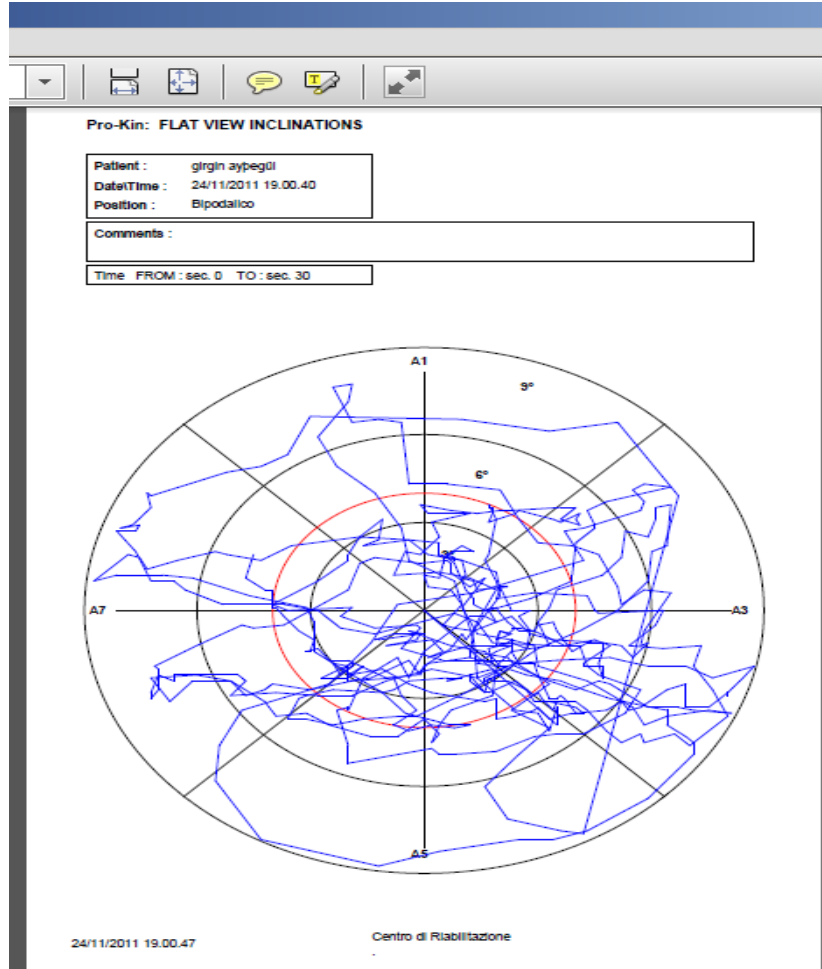 Pro-Kin: FLAT VIEW INCLINATIONS
Patient : girgin ayþegül
Date\Time : 24/11/2011 19.00.40
Position : Bipodalico
Comments :
Time FROM : sec. 0 TO : sec. 30
A1
9°
6°
A7
A3
A5
24/11/2011 19.00.47
Centro di Riabilitazione
.